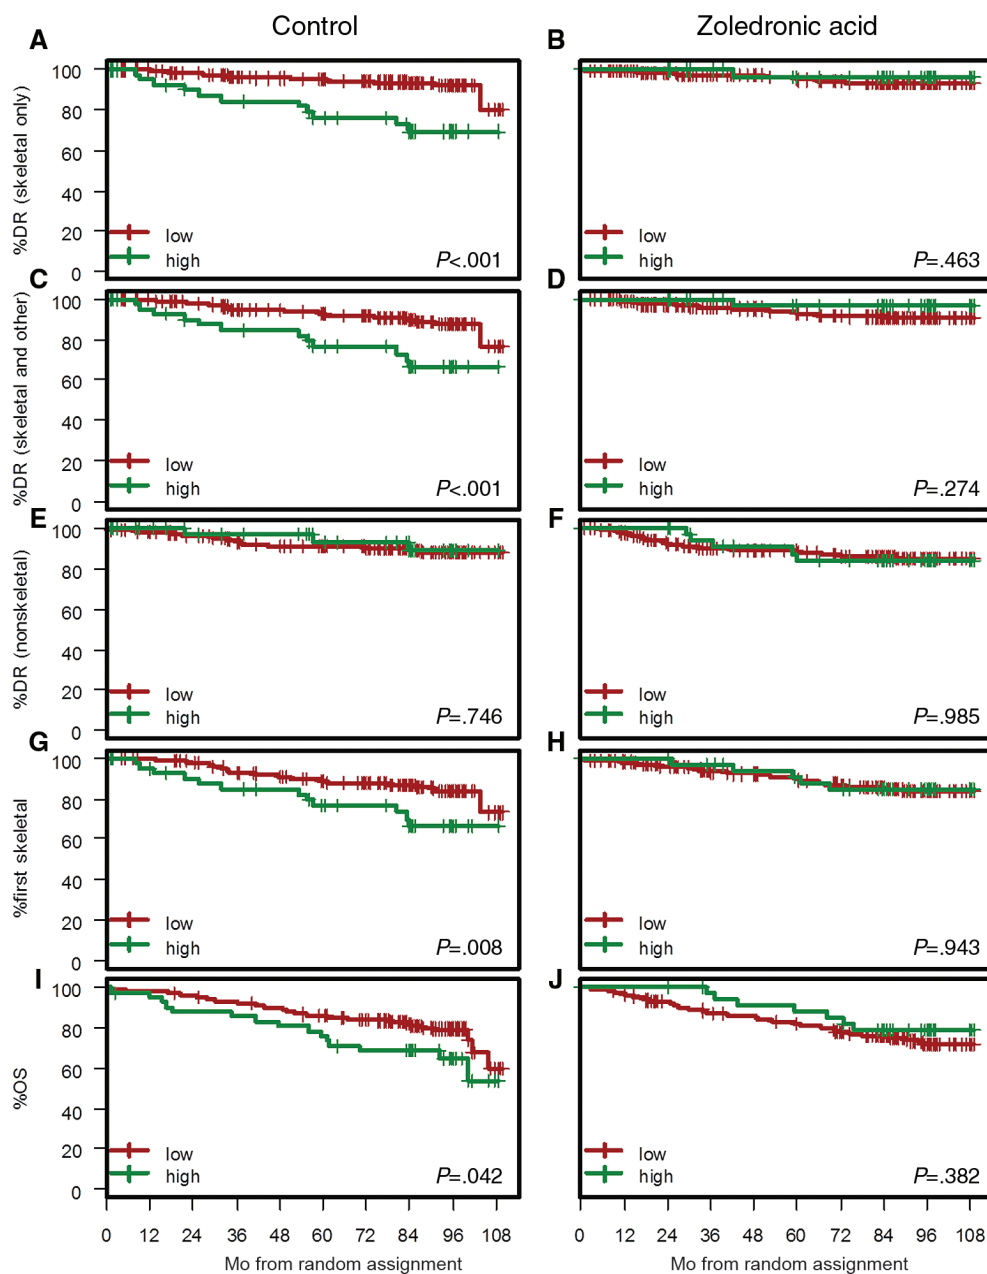 Control
Zoledronic acid
A
%DR (skeletal only)
100
80
60
40
20
0
low
high
P<.001
B
low
high
P=.463
C
%DR (skeletal and other)
100
80
60
40
20
0
low
high
P<.001
D
low
high
P=.274
E
%DR (nonskeletal)
100
80
60
40
20
0
low
high
P=.746
F
low
high
P=.985
G
%first skeletal
100
80
60
40
20
0
low
high
P=.008
H
low
high
P=.943
I
%OS
100
80
60
40
20
0
low
high
P=.042
J
low
high
P=.382
0 12 24 36 48 60 72 84 96 108
Mo from random assignment
0 12 24 36 48 60 72 84 96 108
Mo from random assignment